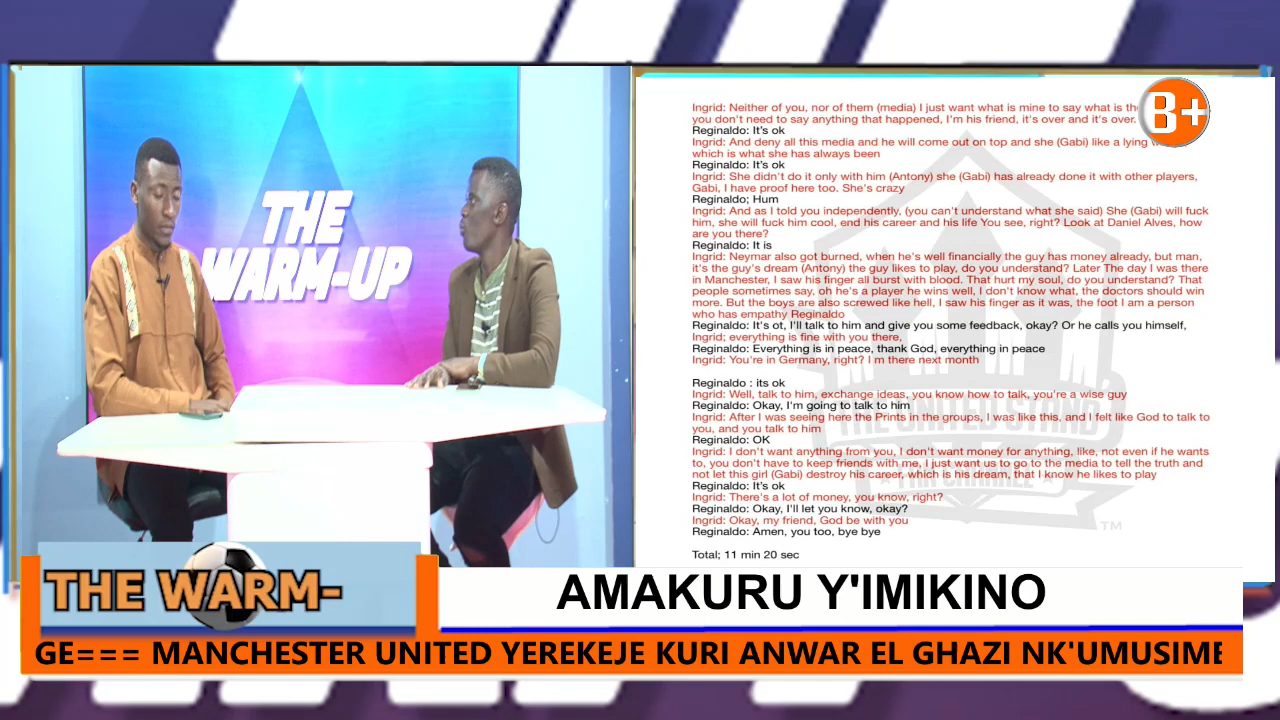 THE
WARM-UP
B+
Ingrid: Neither of you, nor of them (media) I just want what is mine to say what is
you don't need to say anything that happened, I'm his friend, it's over and it's over.
Reginaldo: It's ok
Ingrid: And deny all this media and he will come out on top and she (Gabi) like a lying
which is what she has always been
Reginaldo: It's ok
Ingrid: She didn't do it only with him (Antony) she (Gabi) has already done it with other players,
Gabi, I have proof here too. She's crazy
Reginaldo; Hum
Ingrid: And as I told you independently, (you can't understand what she said) She (Gabi) will fuck
him, she will fuck him cool, end his career and his life You see, right? Look at Daniel Alves, how
are you there?
Reginaldo: It is
Ingrid: Neymar also got burned, when he's well financially the guy has money already, but man,
it's the guy's dream (Antony) the guy likes to play, do you understand? Later The day I was there
in Manchester, I saw his finger all burst with blood. That hurt my soul, do you understand? That
people sometimes say, oh he's a player he wins well, I don't know what, the doctors should win
more. But the boys are also screwed like hell, I saw his finger as it was, the foot I am a person
who has empathy Reginaldo
Reginaldo: It's ot, I'll talk to him and give you some feedback, okay? Or he calls you himself,
Ingrid; everything is fine with you there,
Reginaldo: Everything is in peace, thank God, everything in peace
Ingrid: You're in Germany, right? I m there next month
Reginaldo : its ok
Ingrid: Well, talk to him, exchange ideas, you know how to talk, you're a wise guy
Reginaldo: Okay, I'm going to talk to him
Ingrid: After I was seeing here the Prints in the groups, I was like this, and I felt like God to talk to
you, and you talk to him
Reginaldo: OK
Ingrid: I don't want anything from you, I don't want money for anything, like, not even if he wants
to, you don't have to keep friends with me, I just want us to go to the media to tell the truth and
not let this girl (Gabi) destroy his career, which is his dream, that I know he likes to play
Reginaldo: It's ok
Ingrid: There's a lot of money, you know, right?
Reginaldo: Okay, I'll let you know, okay?
Ingrid: Okay, my friend, God be with you
Reginaldo: Amen, you too, bye bye
Total; 11 min 20 sec
THE UNITED STAND
FAN CHANNEL
TM
THE WARM-
AMAKURU Y'IMIKINO
GE=== MANCHESTER UNITED YEREKEJE KURI ANWAR EL GHAZI NK'UMUSIME